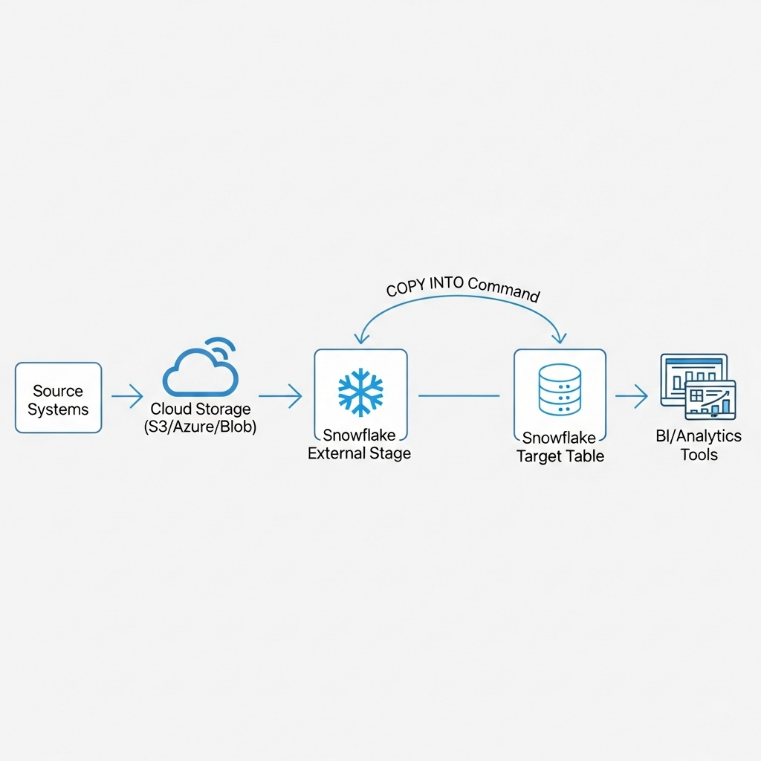 COPY INTO Command
Source
Systems
Cloud Storage
(S3/Azure/Blob)
Snowflake
External Stage
Snowflake
Target Table
BI/Analytics
Tools